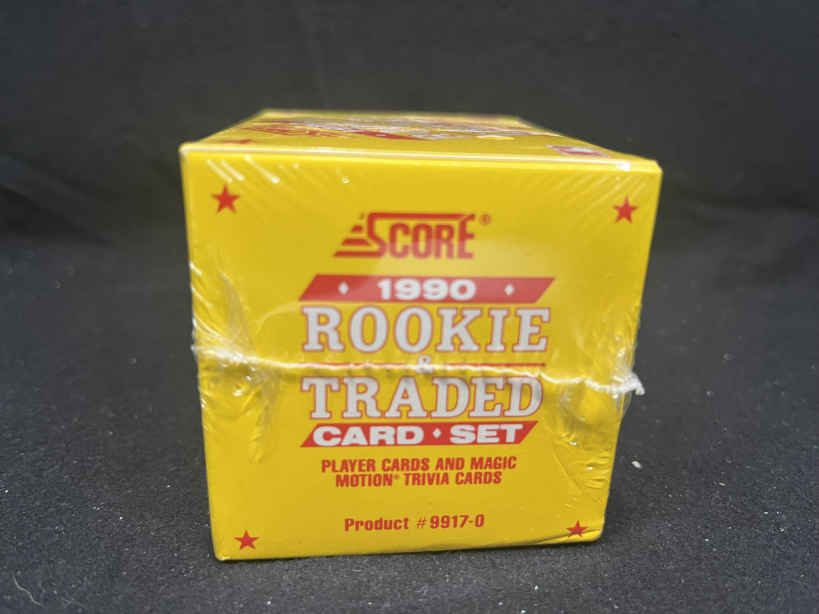 SCORE®
1990
ROOKIE
&
TRADED
CARD • SET
PLAYER CARDS AND MAGIC
MOTION® TRIVIA CARDS
Product #9917-0